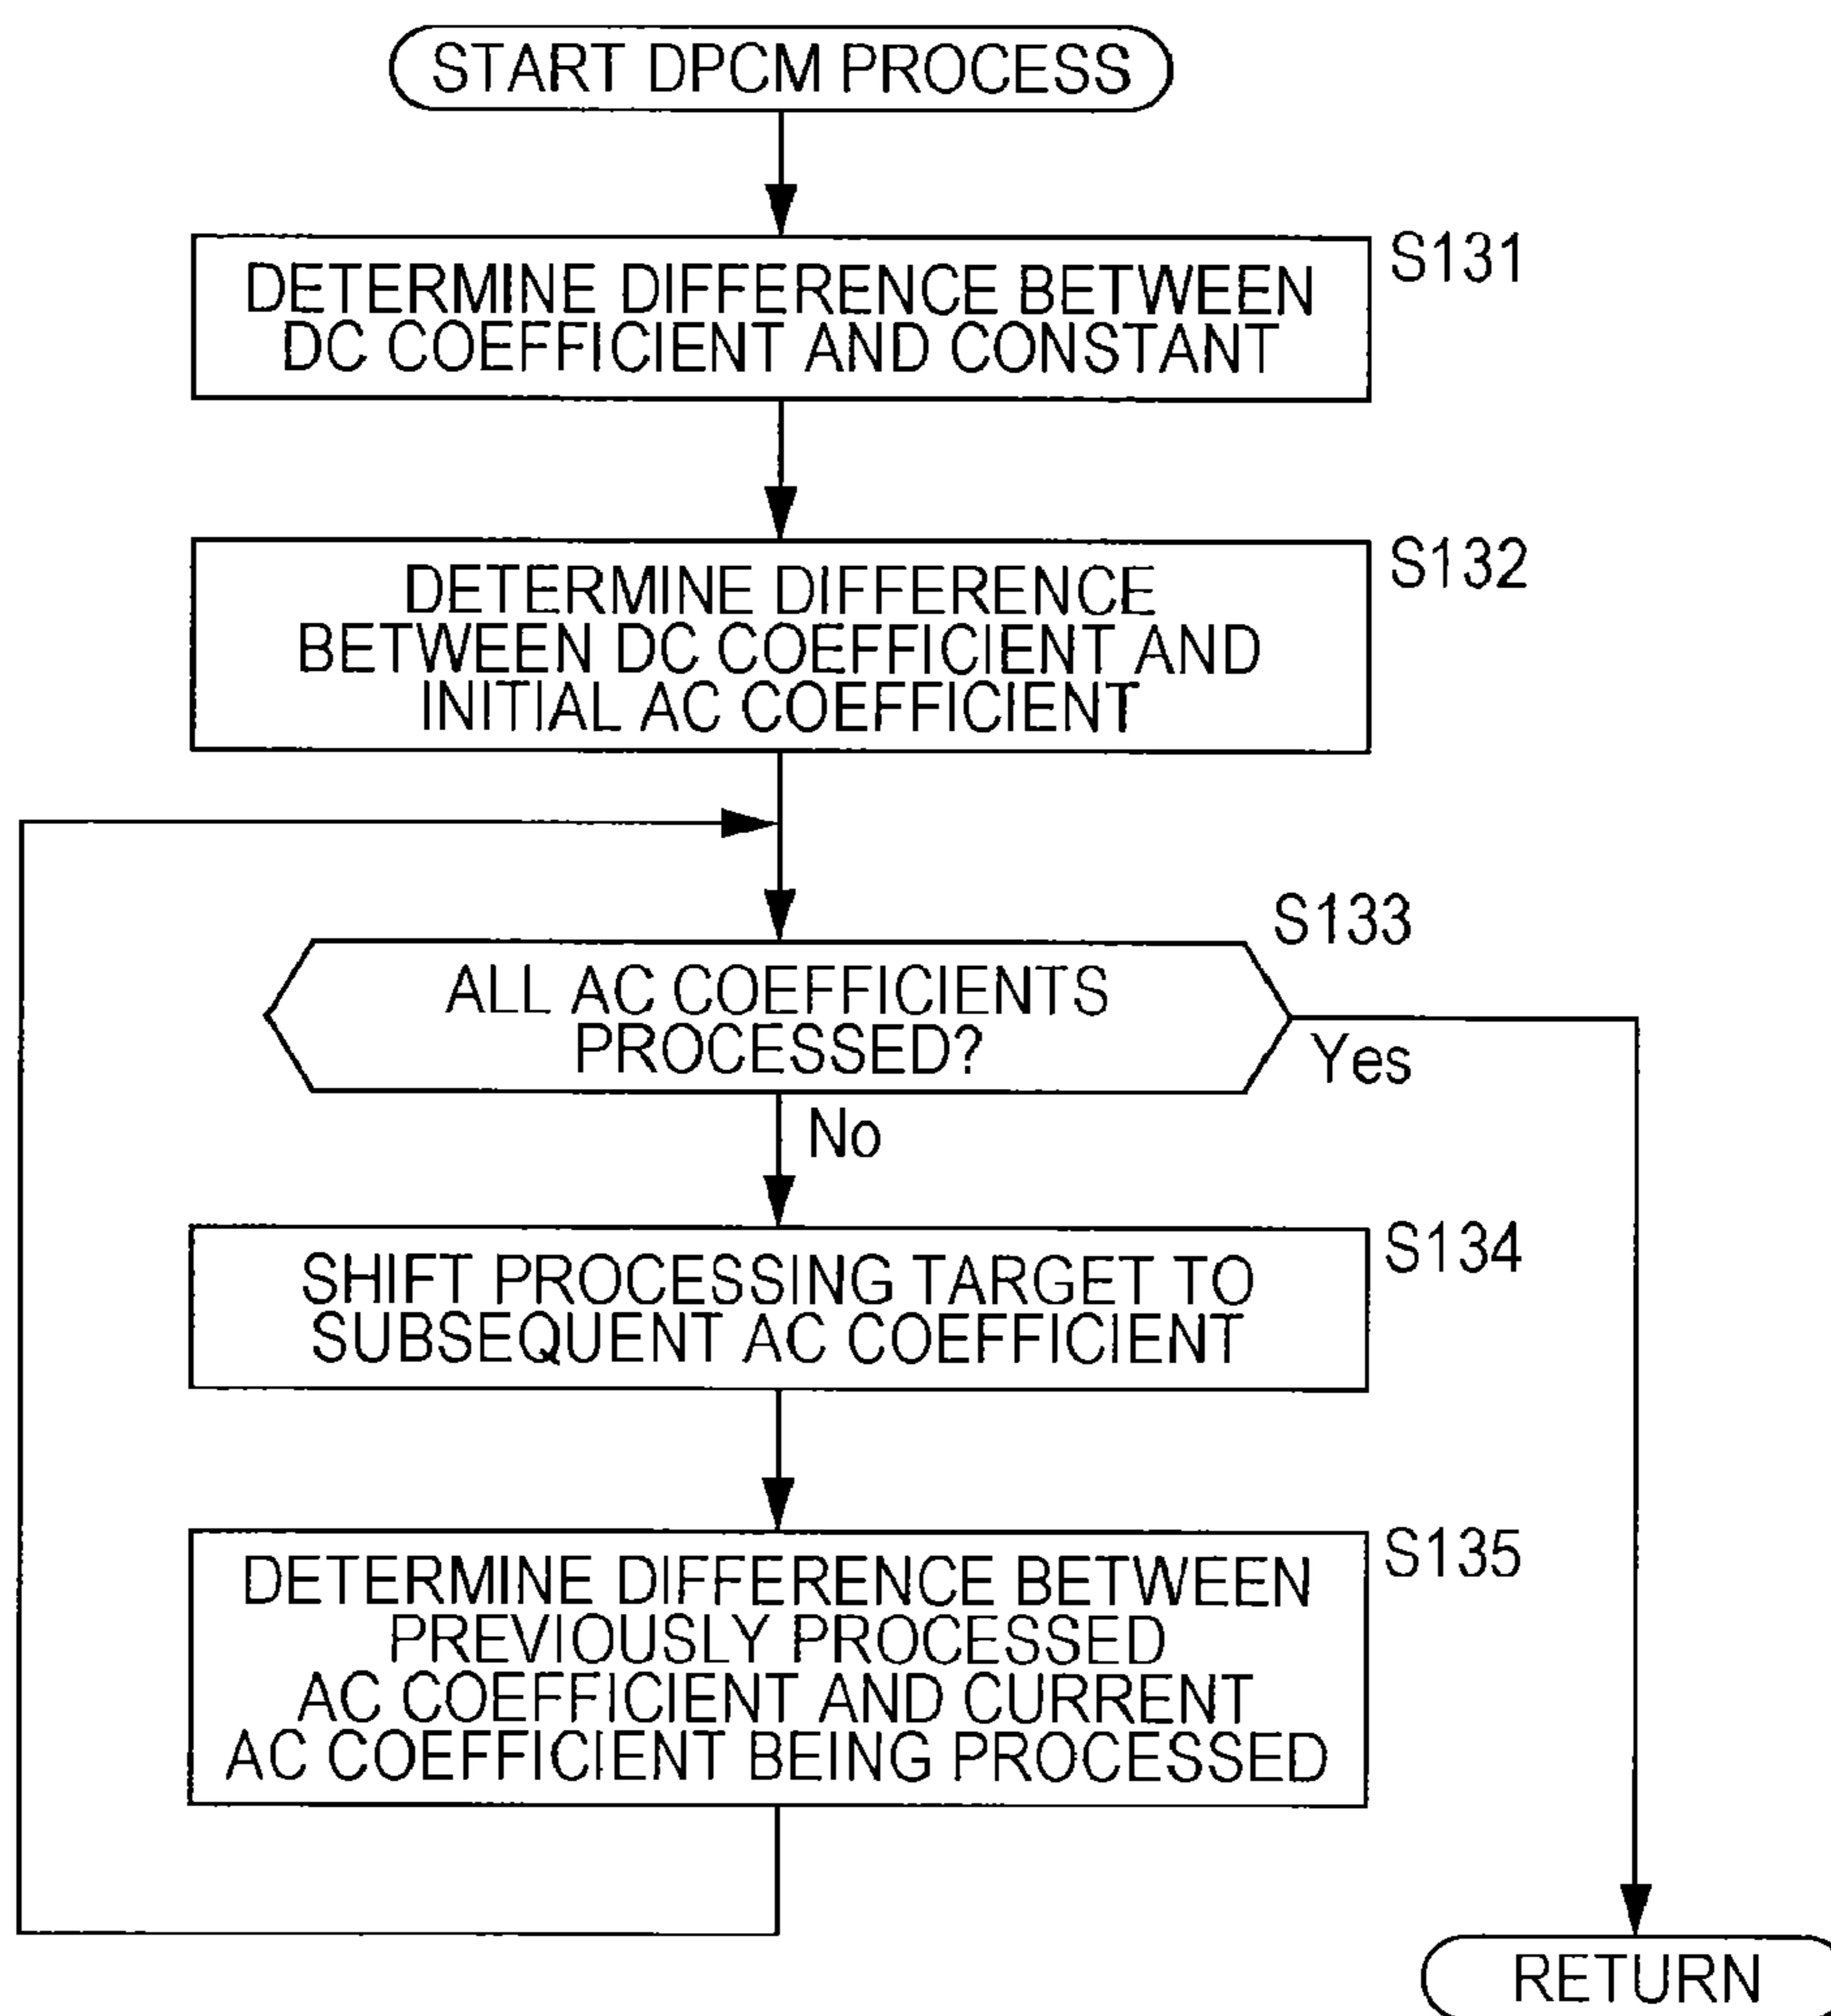 START DPCM PROCESS
DETERMINE DIFFERENCE BETWEEN
DC COEFFICIENT AND CONSTANT
S131
DETERMINE DIFFERENCE
BETWEEN DC COEFFICIENT AND
INITIAL AC COEFFICIENT
S132
ALL AC COEFFICIENTS
PROCESSED?
S133
Yes
No
SHIFT PROCESSING TARGET TO
SUBSEQUENT AC COEFFICIENT
S134
DETERMINE DIFFERENCE BETWEEN
PREVIOUSLY PROCESSED
AC COEFFICIENT AND CURRENT
AC COEFFICIENT BEING PROCESSED
S135
RETURN